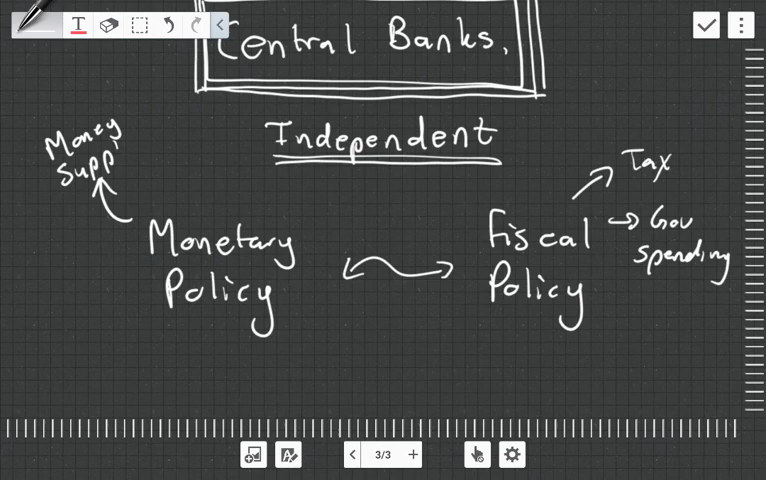 T
Central Banks.
Independent
Money
Supp
Tax
Monetary
Policy
Fiscal
Policy
Gov
spending
3/3